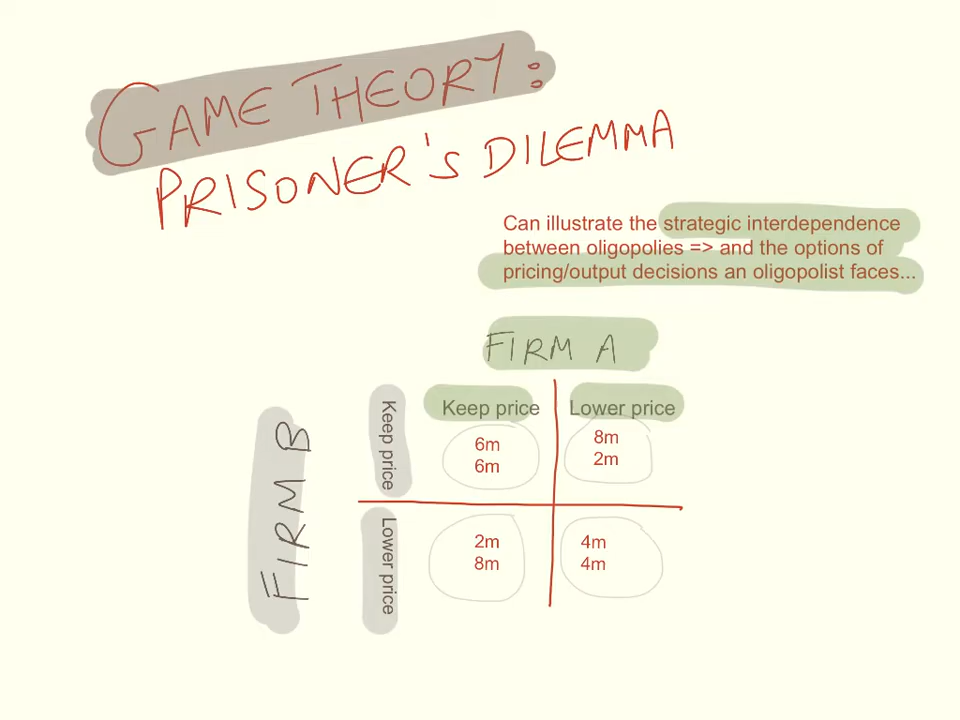 GAME THEORY:
PRISONER'S DILEMMA
Can illustrate the strategic interdependence
between oligopolies => and the options of
pricing/output decisions an oligopolist faces...
FIRM A
Keep price Lower price
FIRM B
Keep price
6m 8m
6m 2m
Lower price
2m 4m
8m 4m